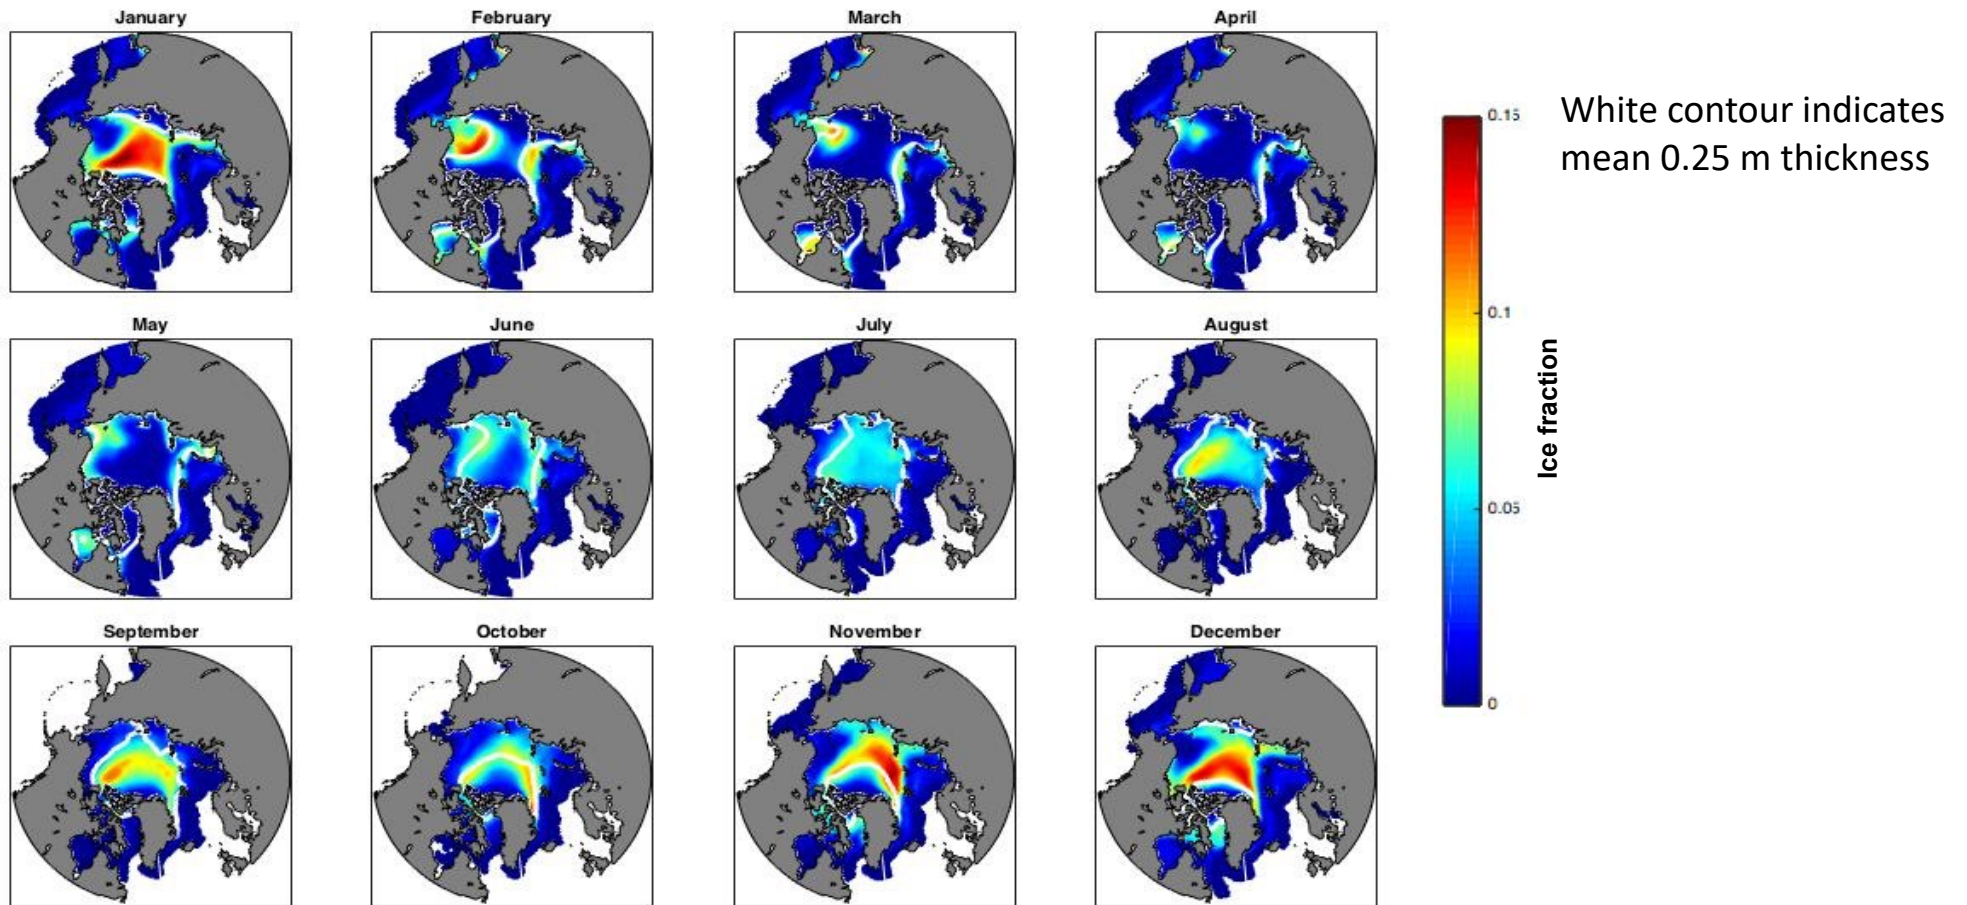 January
February
March
April
May
June
July
August
September
October
November
December
0.15
0.1
0.05
0
Ice fraction
White contour indicates
mean 0.25 m thickness